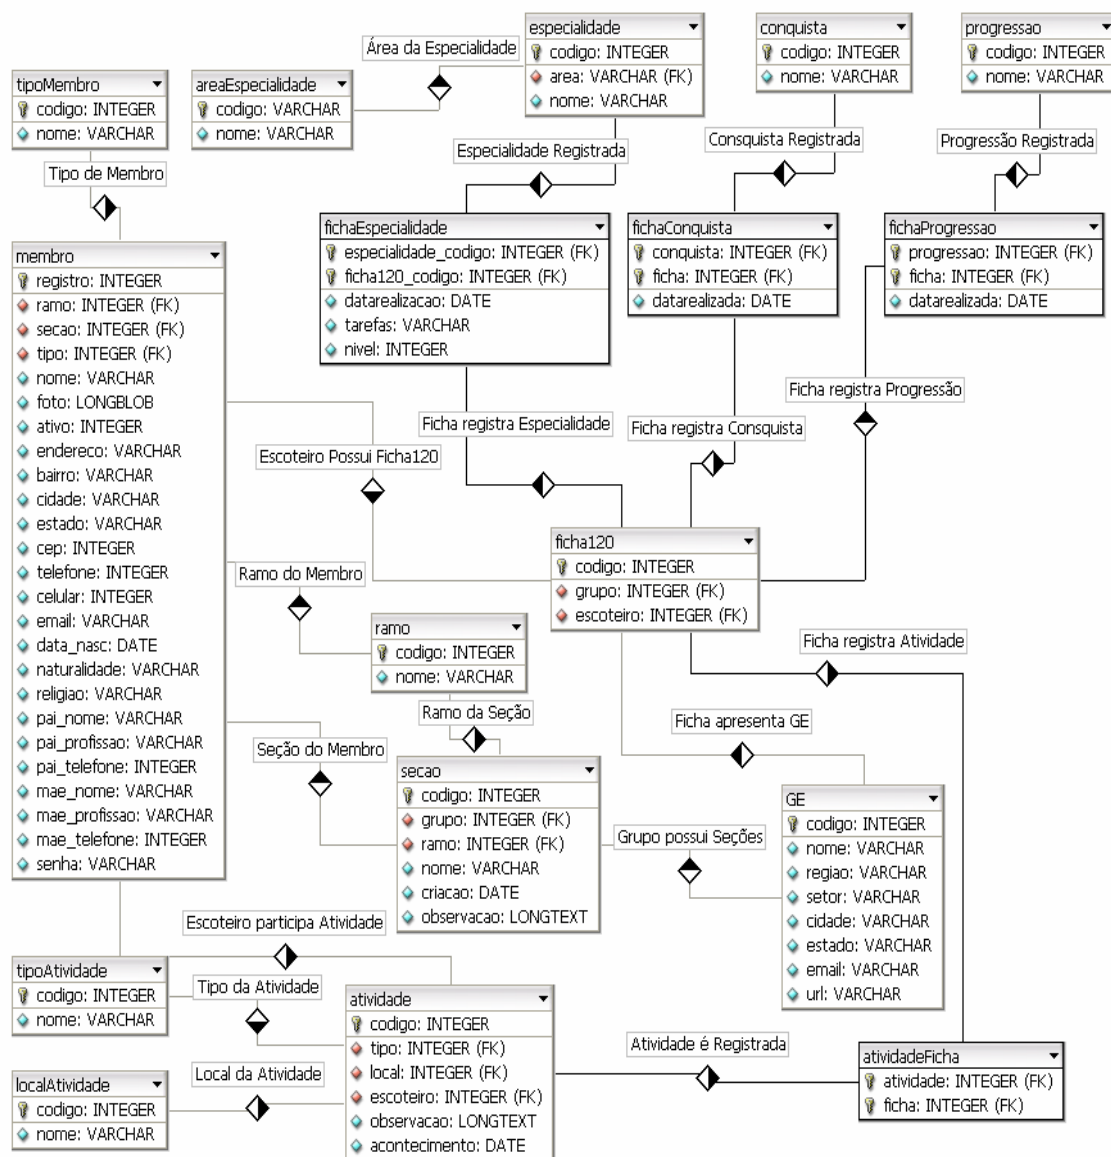 especialidade
codigo: INTEGER
area: VARCHAR (FK)
nome: VARCHAR
conquista
codigo: INTEGER
nome: VARCHAR
progressao
codigo: INTEGER
nome: VARCHAR
Área da Especialidade
tipoMembro
codigo: INTEGER
nome: VARCHAR
areaEspecialidade
codigo: VARCHAR
nome: VARCHAR
Tipo de Membro
Especialidade Registrada
Consquista Registrada
Progressão Registrada
membro
registro: INTEGER
ramo: INTEGER (FK)
secao: INTEGER (FK)
tipo: INTEGER (FK)
nome: VARCHAR
foto: LONGBLOB
ativo: INTEGER
endereco: VARCHAR
bairro: VARCHAR
cidade: VARCHAR
estado: VARCHAR
cep: INTEGER
telefone: INTEGER
celular: INTEGER
email: VARCHAR
data_nasc: DATE
naturalidade: VARCHAR
religiao: VARCHAR
pai_nome: VARCHAR
pai_profissao: VARCHAR
pai_telefone: INTEGER
mae_nome: VARCHAR
mae_profissao: VARCHAR
mae_telefone: INTEGER
senha: VARCHAR
fichaEspecialidade
especialidade_codigo: INTEGER (FK)
ficha120_codigo: INTEGER (FK)
datarealizacao: DATE
tarefas: VARCHAR
nivel: INTEGER
fichaConquista
conquista: INTEGER (FK)
ficha: INTEGER (FK)
datarealizada: DATE
fichaProgressao
progressao: INTEGER (FK)
ficha: INTEGER (FK)
datarealizada: DATE
Ficha registra Especialidade
Ficha registra Consquista
Ficha registra Progressão
Escoteiro Possui Ficha120
ficha120
codigo: INTEGER
grupo: INTEGER (FK)
escoteiro: INTEGER (FK)
Ramo do Membro
ramo
codigo: INTEGER
nome: VARCHAR
Ficha registra Atividade
Ramo da Seção
Ficha apresenta GE
Seção do Membro
secao
codigo: INTEGER
grupo: INTEGER (FK)
ramo: INTEGER (FK)
nome: VARCHAR
criacao: DATE
observacao: LONGTEXT
Grupo possui Seções
GE
codigo: INTEGER
nome: VARCHAR
regiao: VARCHAR
setor: VARCHAR
cidade: VARCHAR
estado: VARCHAR
email: VARCHAR
url: VARCHAR
Escoteiro participa Atividade
tipoAtividade
codigo: INTEGER
nome: VARCHAR
Tipo da Atividade
atividade
codigo: INTEGER
tipo: INTEGER (FK)
local: INTEGER (FK)
escoteiro: INTEGER (FK)
observacao: LONGTEXT
acontecimento: DATE
Atividade é Registrada
atividadeFicha
atividade: INTEGER (FK)
ficha: INTEGER (FK)
Local da Atividade
localAtividade
codigo: INTEGER
nome: VARCHAR